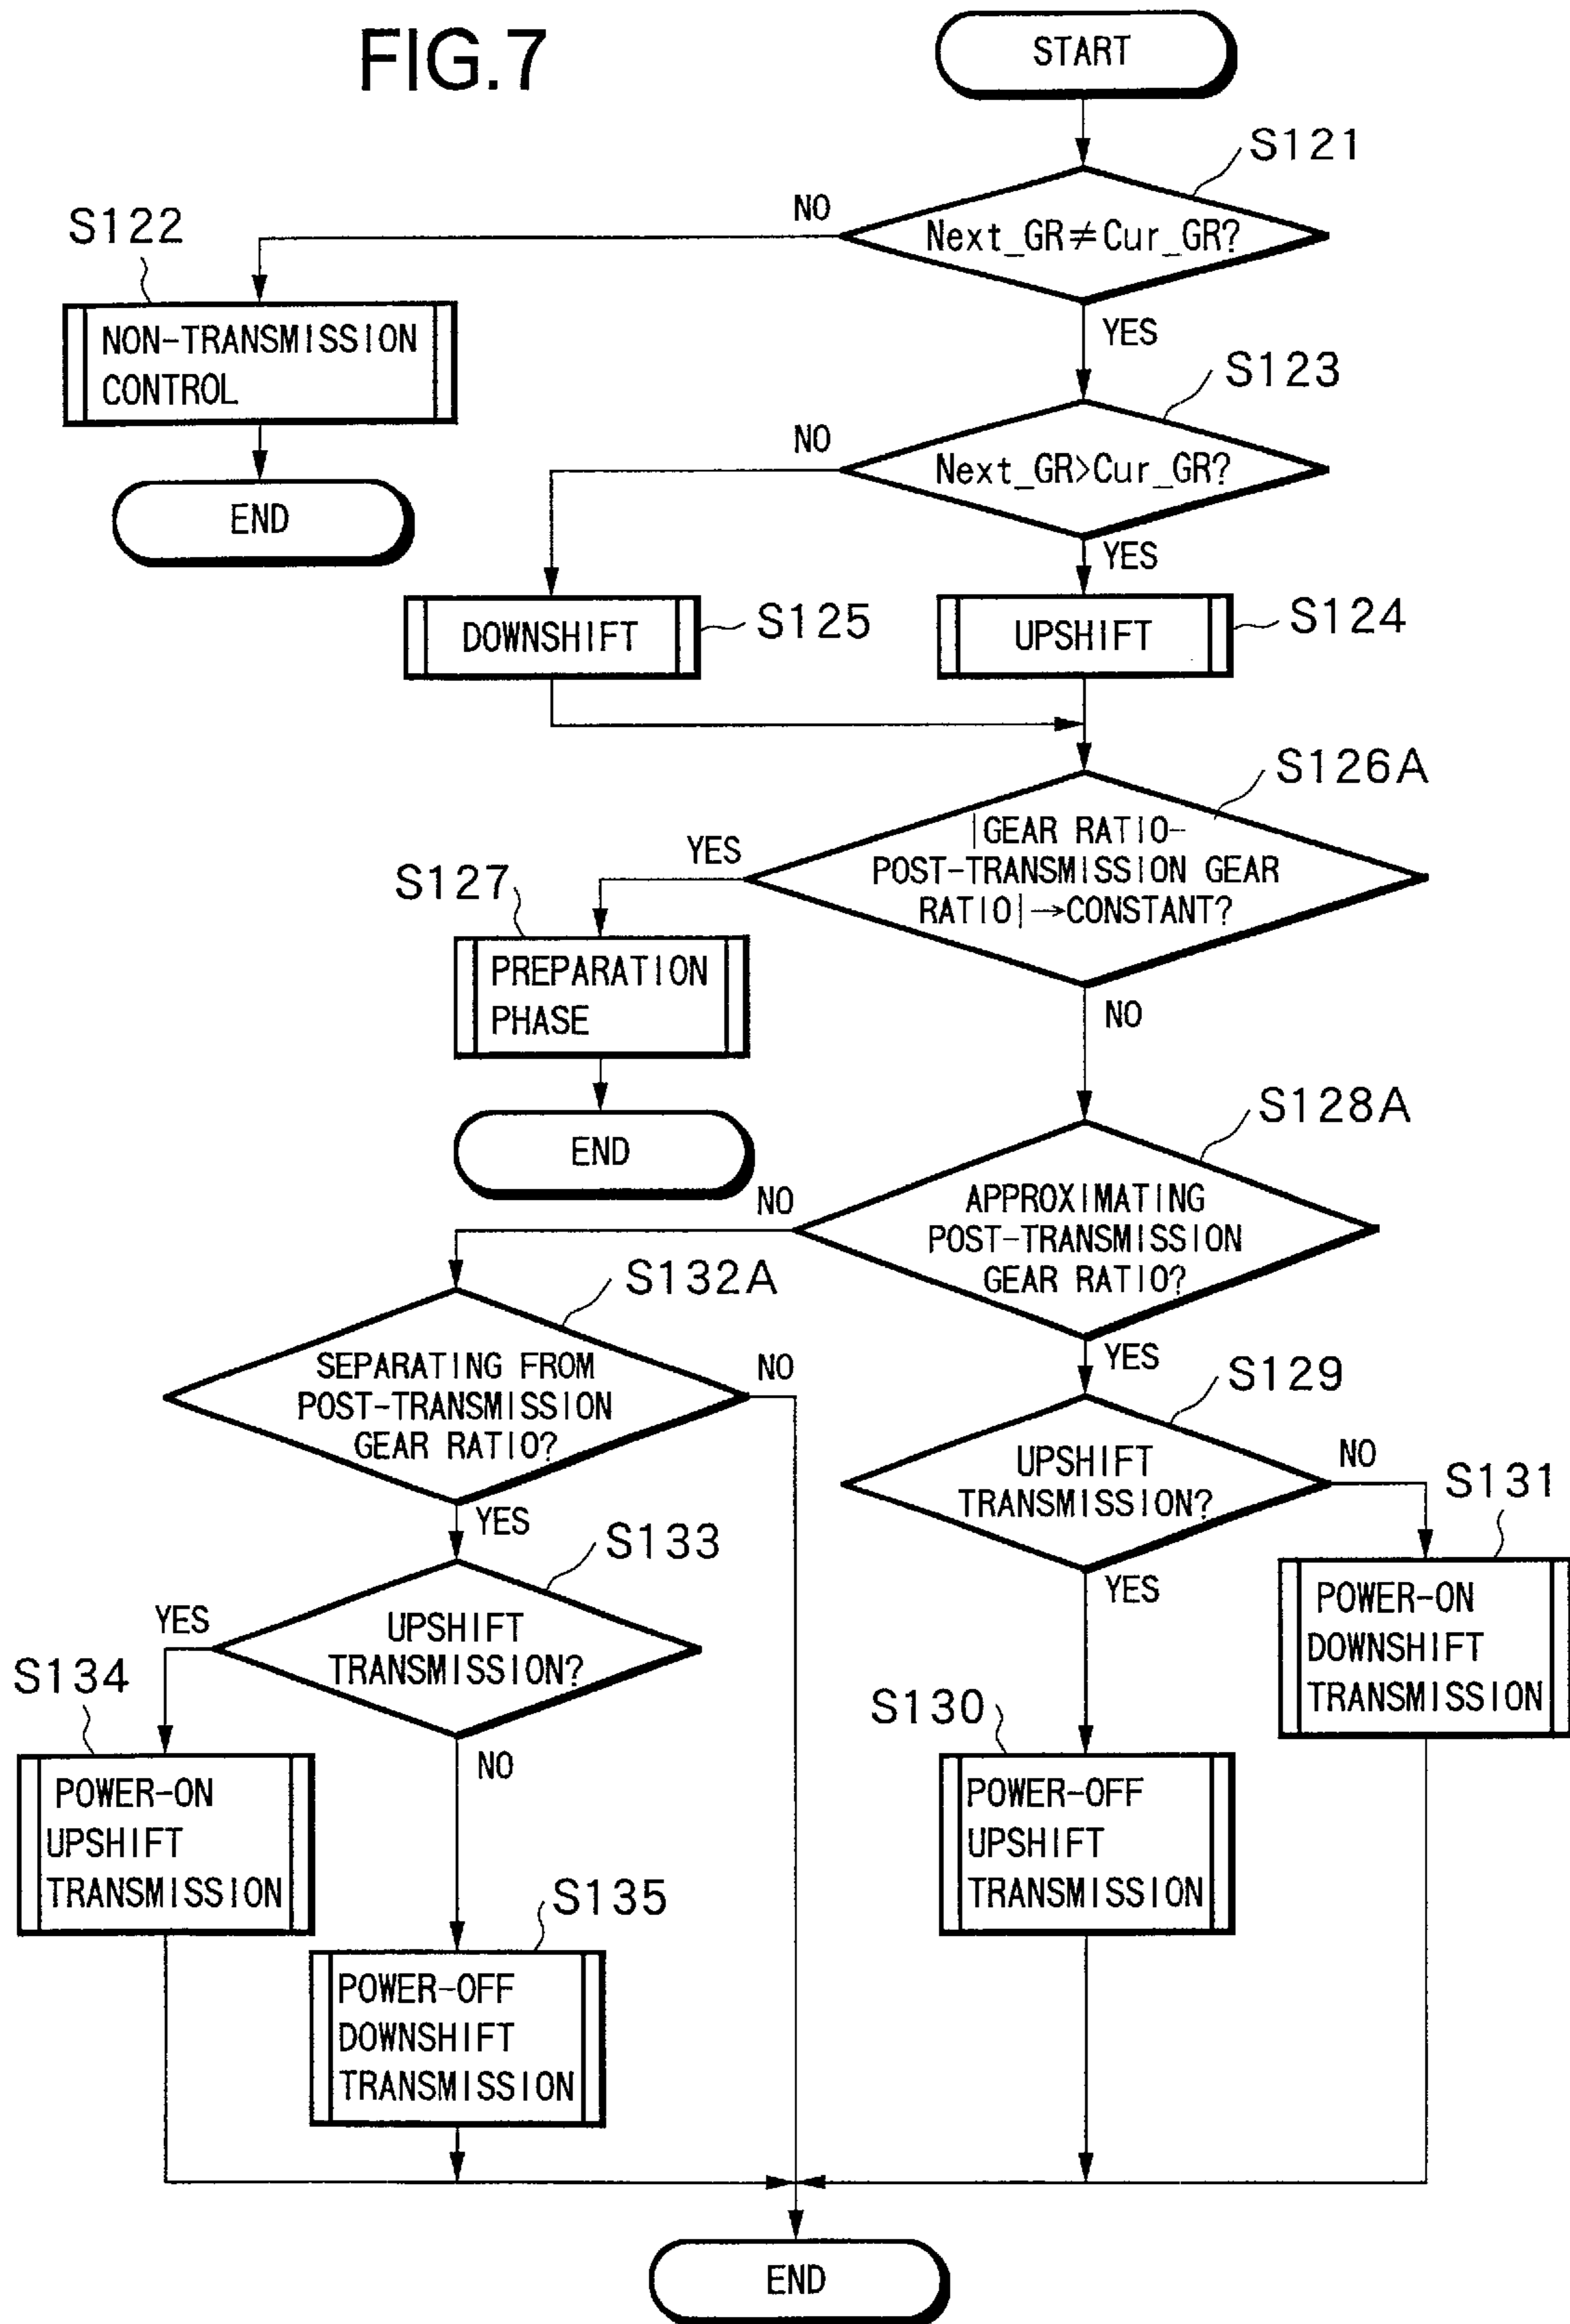 FIG.7
START
S121
Next_GR≠Cur_GR?
NO
YES
S122
NON-TRANSMISSION
CONTROL
END
S123
Next_GR>Cur_GR?
NO
YES
DOWNSHIFT
S125
UPSHIFT
S124
S126A
|GEAR RATIO-
POST-TRANSMISSION GEAR
RATIO|→CONSTANT?
YES
NO
S127
PREPARATION
PHASE
END
S128A
APPROXIMATING
POST-TRANSMISSION
GEAR RATIO?
NO
YES
S132A
SEPARATING FROM
POST-TRANSMISSION
GEAR RATIO?
NO
YES
S129
UPSHIFT
TRANSMISSION?
NO
YES
S131
POWER-ON
DOWNSHIFT
TRANSMISSION
S133
UPSHIFT
TRANSMISSION?
YES
NO
S134
POWER-ON
UPSHIFT
TRANSMISSION
S130
POWER-OFF
UPSHIFT
TRANSMISSION
S135
POWER-OFF
DOWNSHIFT
TRANSMISSION
END